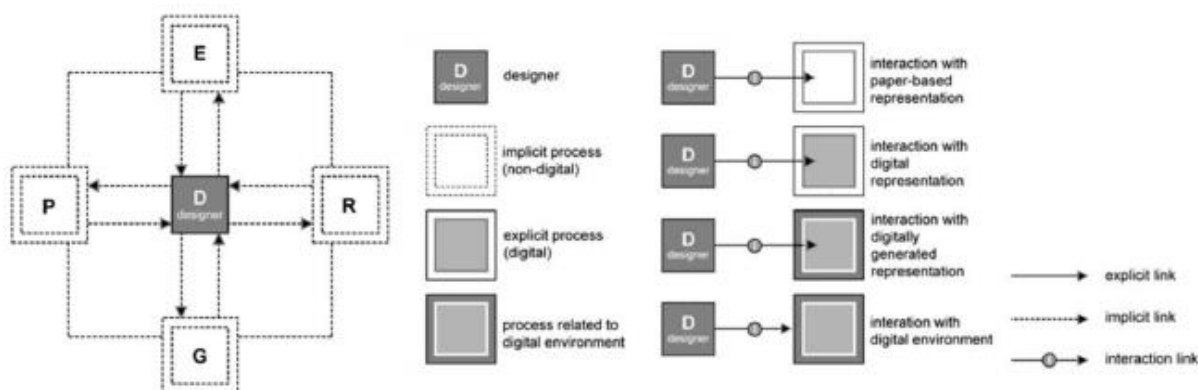 E
P
D
designer
R
G
D
designer
designer
implicit process
(non-digital)
explicit process
(digital)
process related to
digital environment
D
designer
interaction with
paper-based
representation
D
designer
interaction with
digital
representation
D
designer
interaction with
digitally
generated
representation
D
designer
interation with
digital environment
explicit link
implicit link
interaction link